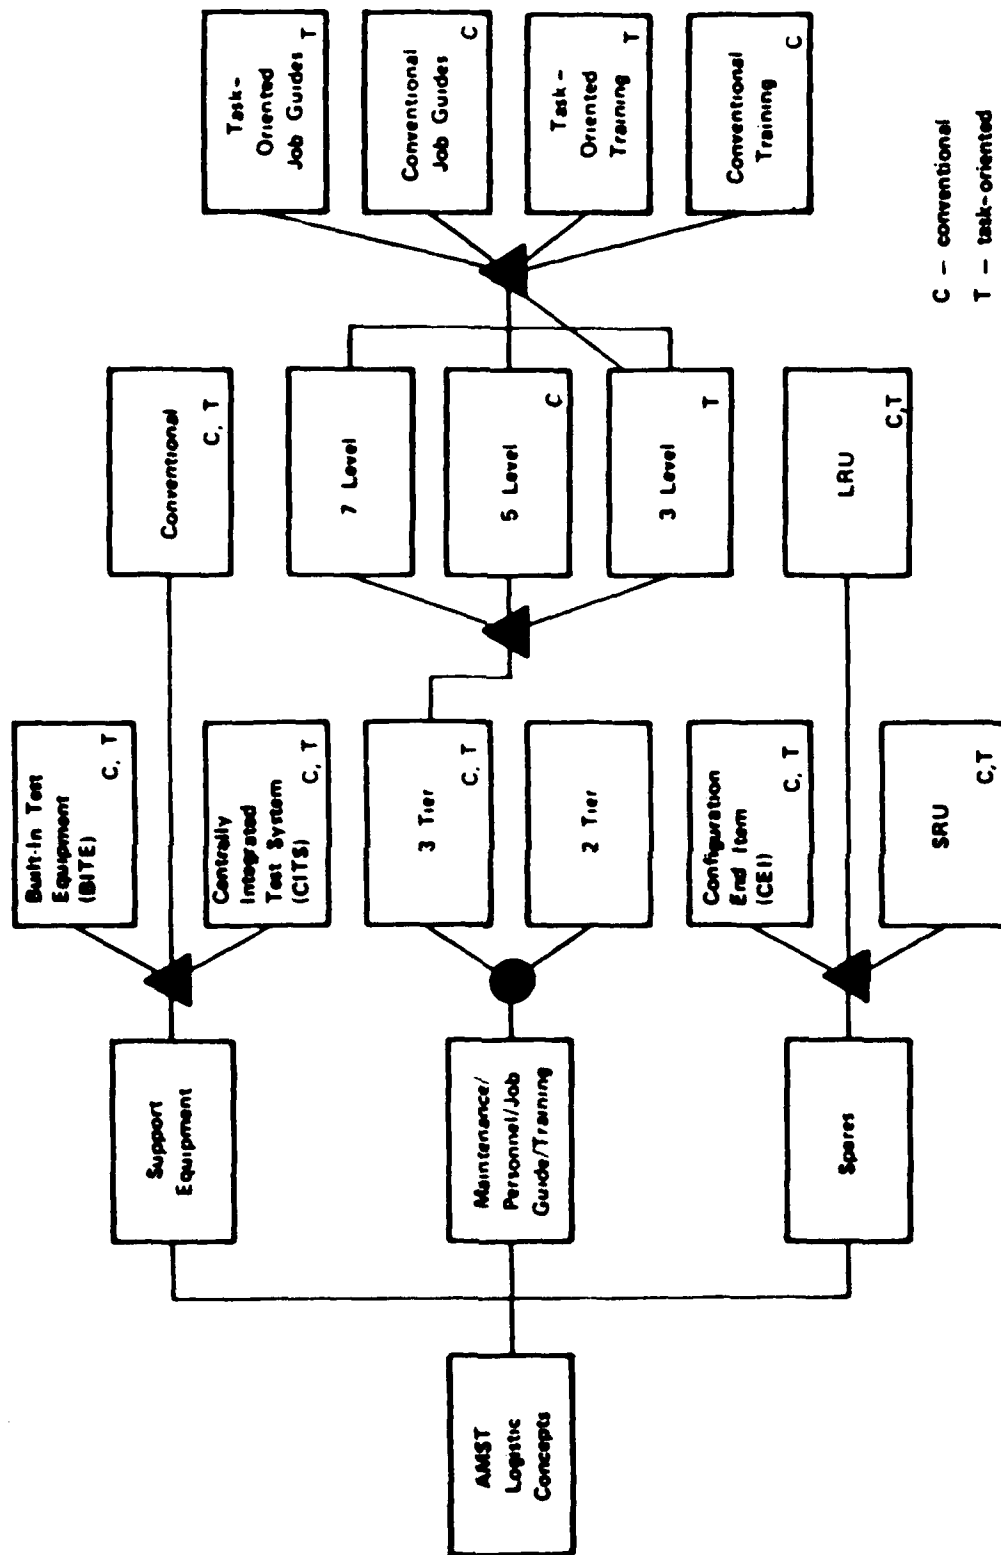 AMST
Logistic
Concepts
Support
Equipment
Maintenance/
Personnel/Job
Guide/Training
Spares
Built-In Test
Equipment
(BITE)
C, T
Centrally
Integrated
Test System
(CITS)
C, T
3 Tier
C, T
2 Tier
Configuration
End Item
(CEI)
C, T
SRU
C,T
Conventional
C, T
7 Level
5 Level
C
3 Level
T
LRU
C,T
Task-
Oriented
Job Guides
T
Conventional
Job Guides
C
Task-
Oriented
Training
T
Conventional
Training
C
C – conventional
T – task-oriented